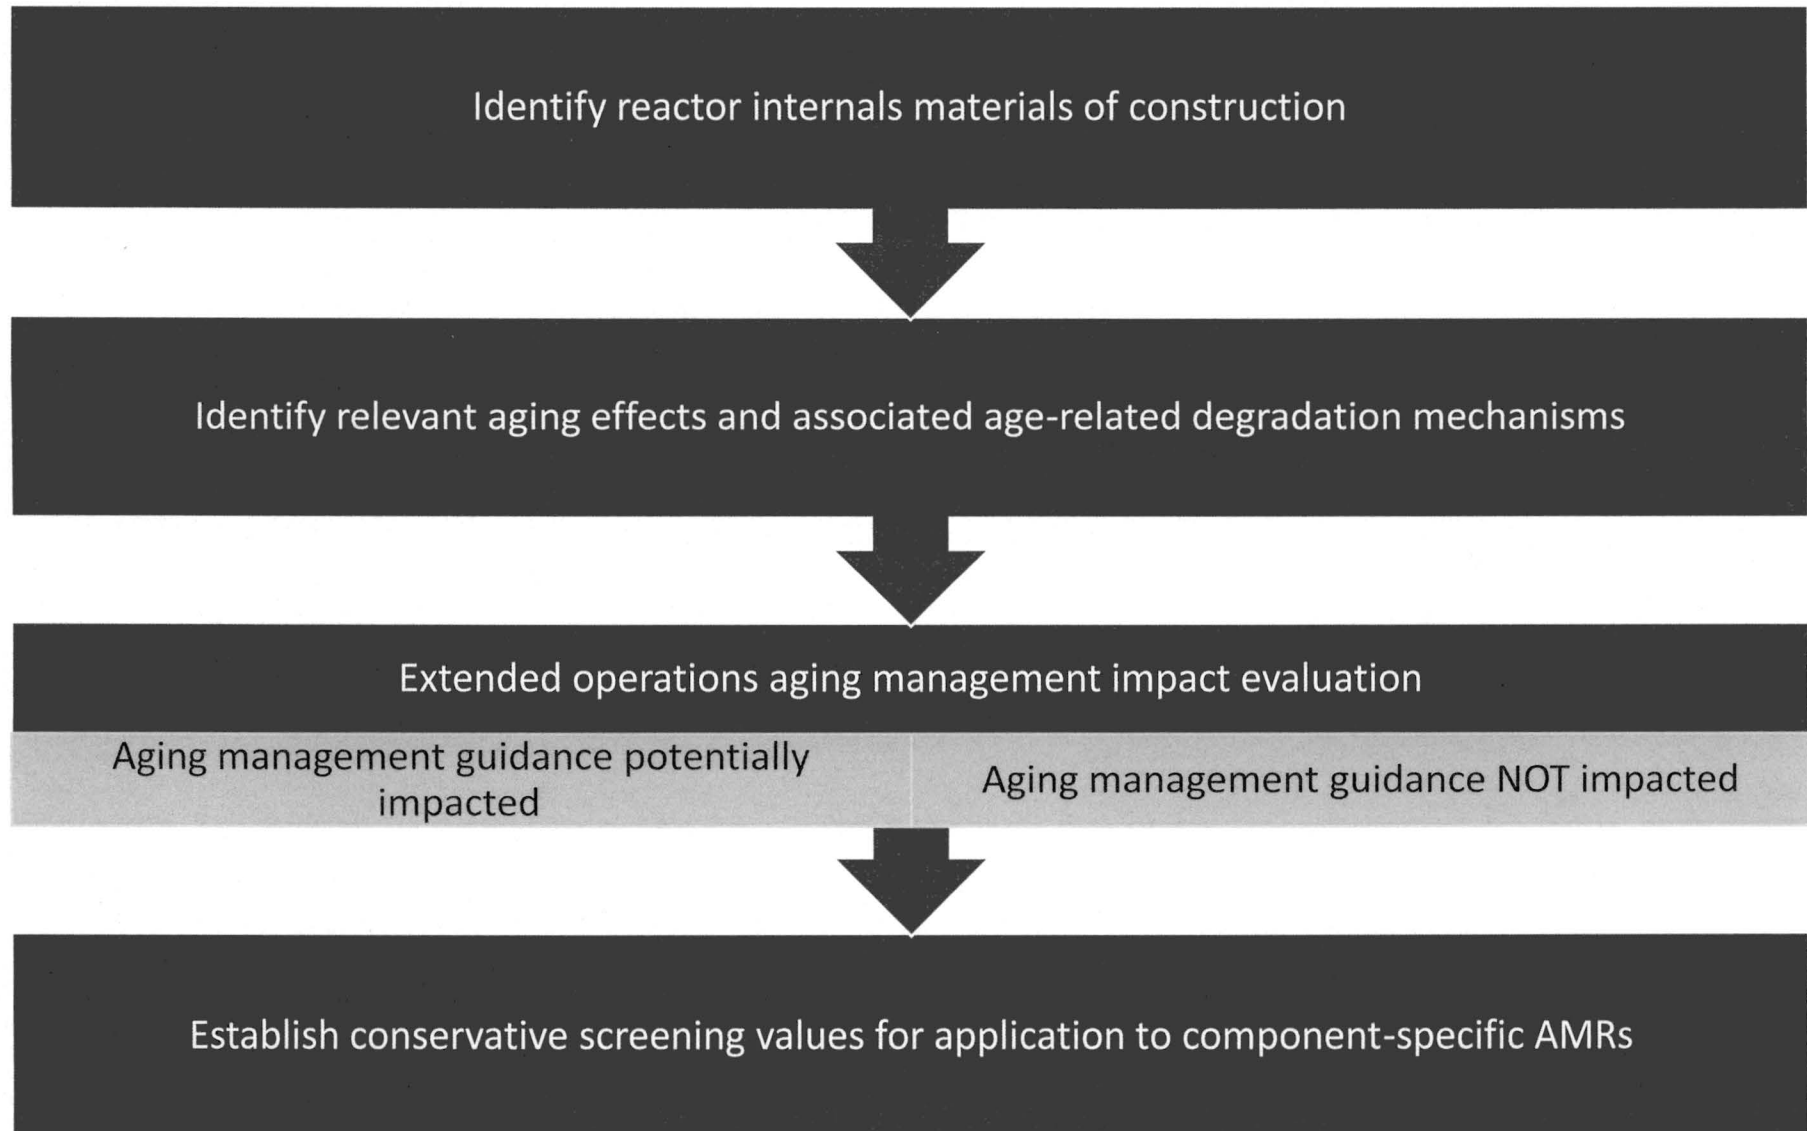 Identify reactor internals materials of construction
Identify relevant aging effects and associated age-related degradation mechanisms
Extended operations aging management impact evaluation
Aging management guidance potentially
impacted
Aging management guidance NOT impacted
Establish conservative screening values for application to component-specific AMRs